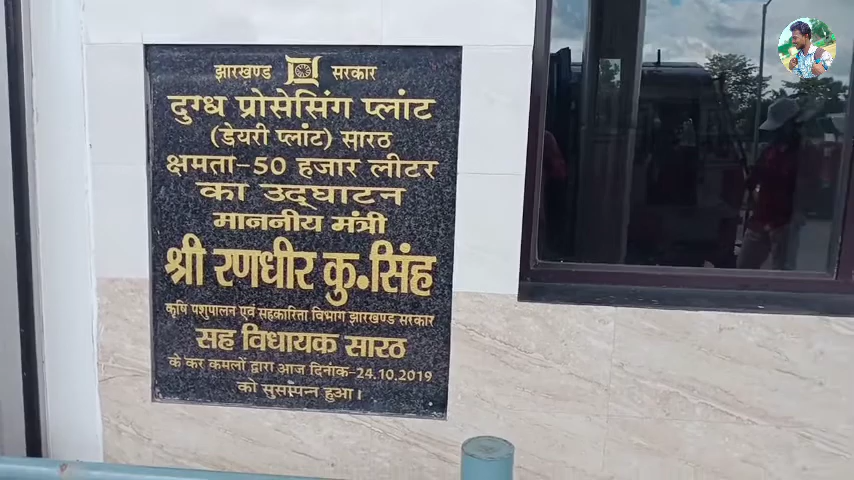 झारखण्ड सरकार
दुग्ध प्रोसेसिंग प्लांट
(डेयरी प्लांट) सारठ
क्षमता-50 हजार लीटर
का उद्‌घाटन
माननीय मंत्री
श्री रणधीर कु.सिंह
कृषि पशुपालन एवं सहकारिता विभाग झारखण्ड सरकार
सह विधायक सारठ
के कर कमलों द्वारा आज दिनांक-24.10.2019
को सुसम्पन्न हुआ।